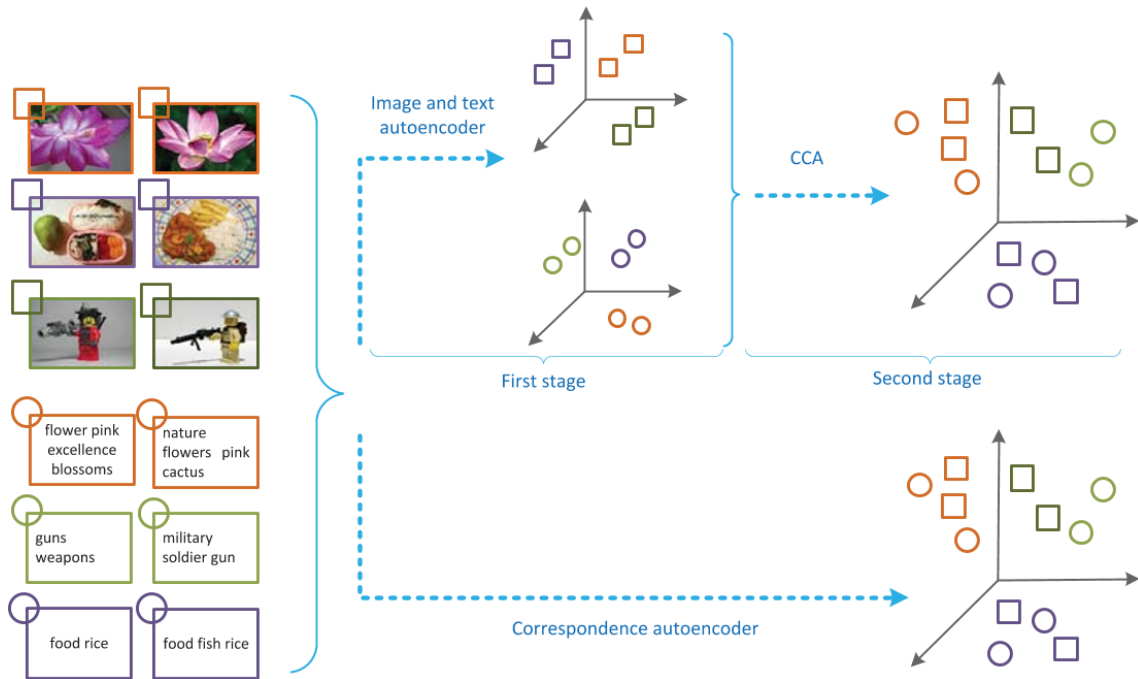 Image and text
autoencoder
CCA
First stage
Second stage
flower pink
excellence
blossoms
nature
flowers pink
cactus
guns
weapons
military
soldier gun
food rice
food fish rice
Correspondence autoencoder